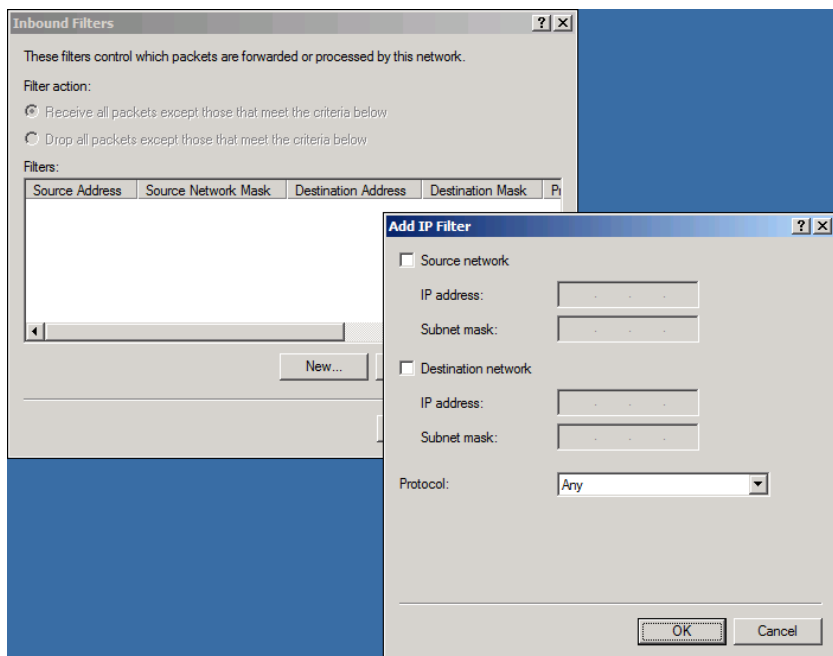 Inbound Filters
These filters control which packets are forwarded or processed by this network.
Filter action:
Receive all packets except those that meet the criteria below
Drop all packets except those that meet the criteria below
Filters:
Source Address Source Network Mask Destination Address Destination Mask
New...
Add IP Filter
Source network
IP address:
Subnet mask:
Destination network
IP address:
Subnet mask:
Protocol: Any
OK Cancel